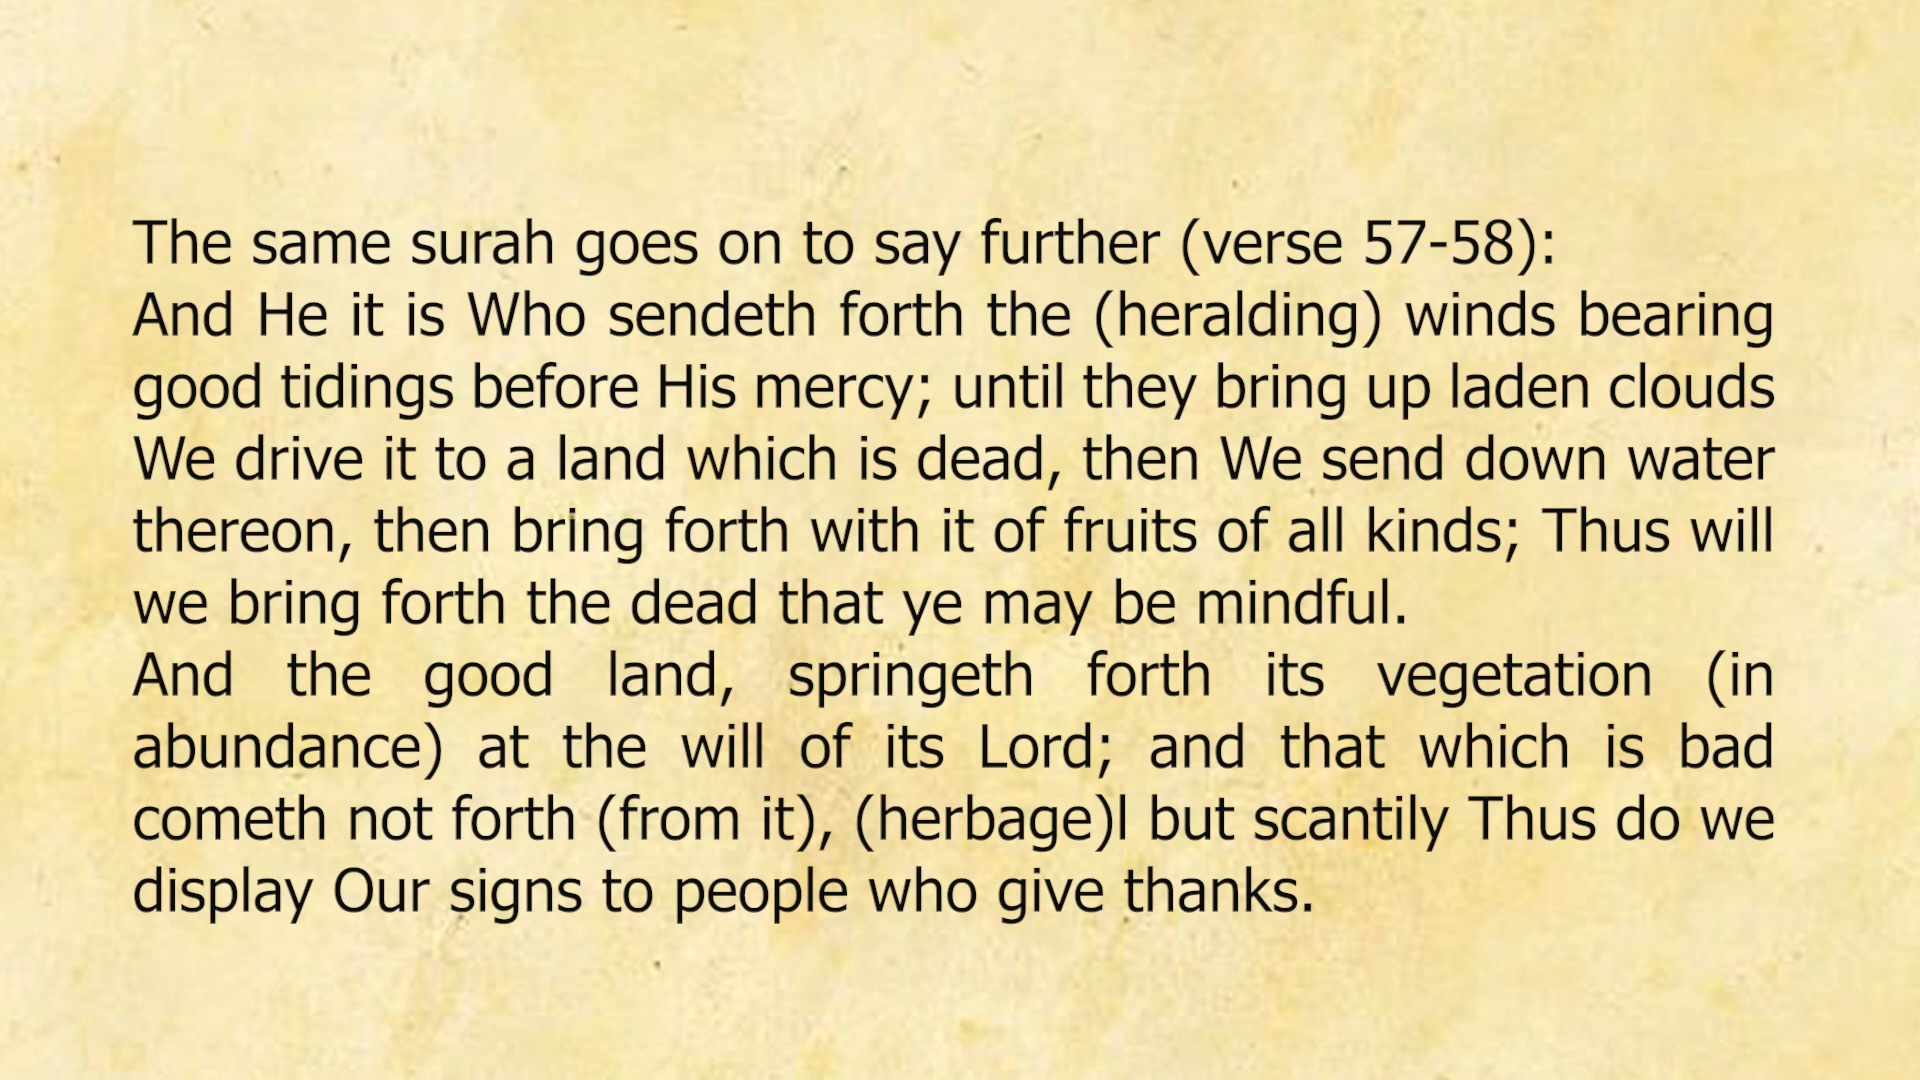 The same surah goes on to say further (verse 57-58):
And He it is Who sendeth forth the (heralding) winds bearing
good tidings before His mercy; until they bring up laden clouds
We drive it to a land which is dead, then We send down water
thereon, then bring forth with it of fruits of all kinds; Thus will
we bring forth the dead that ye may be mindful.
And the good land, springeth forth its vegetation (in
abundance) at the will of its Lord; and that which is bad
cometh not forth (from it), (herbage)l but scantily Thus do we
display Our signs to people who give thanks.